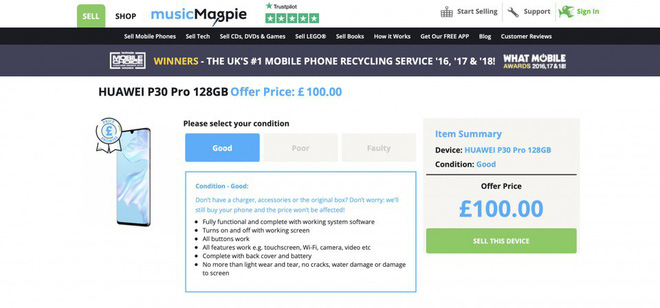 SELL SHOP musicMagpie Trustpilot Start Selling Support Sign In
Sell Mobile Phones Sell Tech Sell CDs, DVDs & Games Sell LEGO® Sell Books How it Works Get Our FREE APP Blog Customer Reviews
MOBILE WINNERS - THE UK'S #1 MOBILE PHONE RECYCLING SERVICE '16, '17 & '18! WHAT MOBILE
AWARDS 2016,17&18!
HUAWEI P30 Pro 128GB Offer Price: £100.00
Please select your condition
Good Poor Faulty
Condition - Good:
Don't have a charger, accessories or the original box? Don't worry: we'll
still buy your phone and the price won't be affected!
• Fully functional and complete with working system software
• Turns on and off with working screen
• All buttons work
• All features work e.g. touchscreen, Wi-Fi, camera, video etc
• Complete with back cover and battery
• No more than light wear and tear, no cracks, water damage or damage
to screen
Item Summary
Device: HUAWEI P30 Pro 128GB
Condition: Good
Offer Price
£100.00
SELL THIS DEVICE